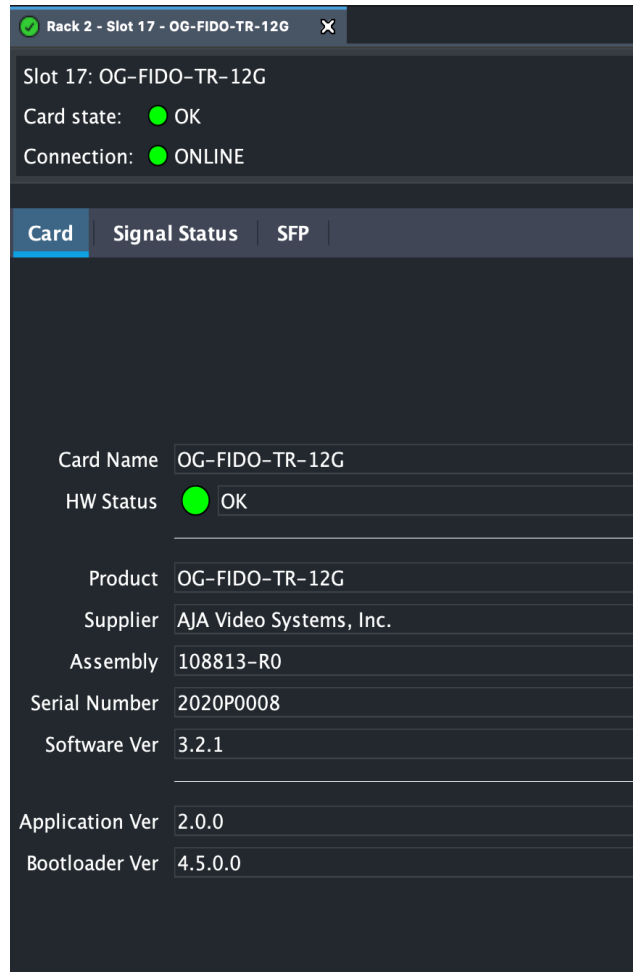 Rack 2 - Slot 17 - OG-FIDO-TR-12G X
Slot 17: OG-FIDO-TR-12G
Card state: OK
Connection: ONLINE
Card Signal Status SFP
Card Name OG-FIDO-TR-12G
HW Status OK
Product OG-FIDO-TR-12G
Supplier AJA Video Systems, Inc.
Assembly 108813-R0
Serial Number 2020P0008
Software Ver 3.2.1
Application Ver 2.0.0
Bootloader Ver 4.5.0.0